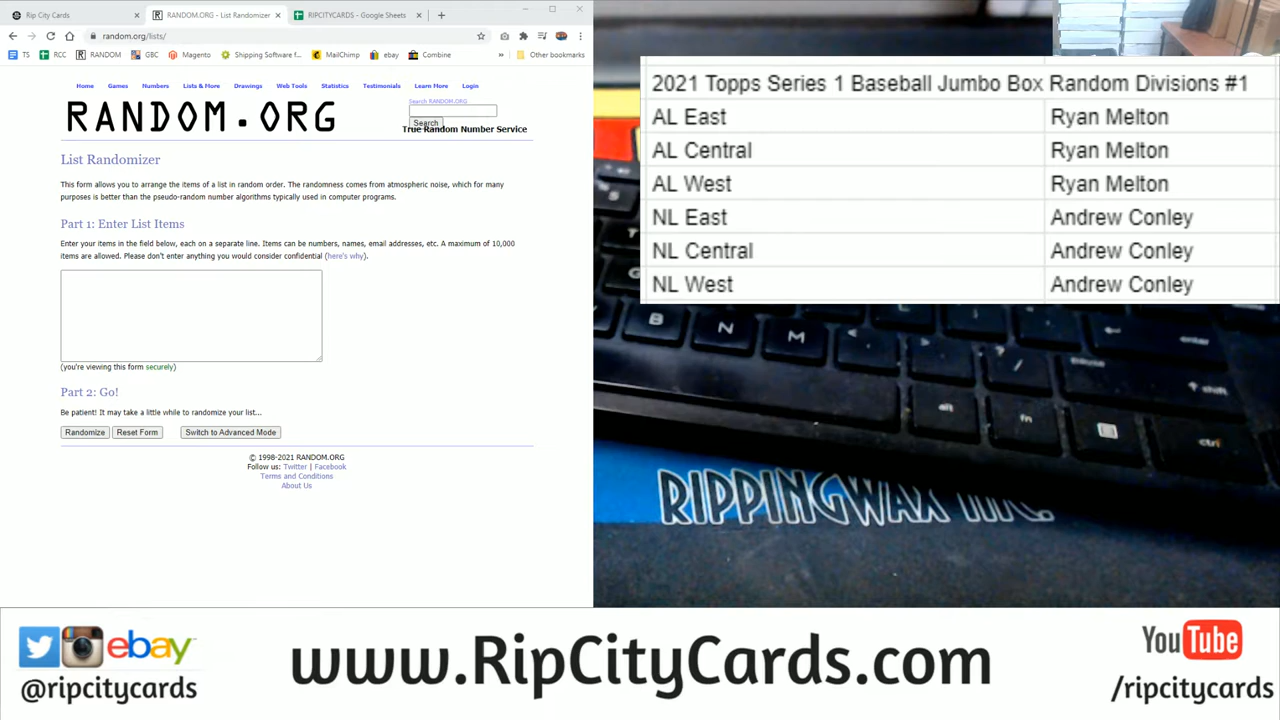 Rip City Cards
RANDOM.ORG - List Randomizer
RIPCITYCARDS - Google Sheets
random.org/lists/
TS RCC RANDOM GBC Magento Shipping Software f... MailChimp ebay Combine » Other bookmarks
Home Games Numbers Lists & More Drawings Web Tools Statistics Testimonials Learn More Login
RANDOM.ORG
Search RANDOM.ORG
Search
True Random Number Service
List Randomizer
This form allows you to arrange the items of a list in random order. The randomness comes from atmospheric noise, which for many
purposes is better than the pseudo-random number algorithms typically used in computer programs.
Part 1: Enter List Items
Enter your items in the field below, each on a separate line. Items can be numbers, names, email addresses, etc. A maximum of 10,000
items are allowed. Please don't enter anything you would consider confidential (here's why).
(you're viewing this form securely)
Part 2: Go!
Be patient! It may take a little while to randomize your list...
Randomize Reset Form Switch to Advanced Mode
© 1998-2021 RANDOM.ORG
Follow us: Twitter | Facebook
Terms and Conditions
About Us
2021 Topps Series 1 Baseball Jumbo Box Random Divisions #1
AL East Ryan Melton
AL Central Ryan Melton
AL West Ryan Melton
NL East Andrew Conley
NL Central Andrew Conley
NL West Andrew Conley
B N M < > ? / pause shift
alt fn ctrl
RIPPINGWAX INC.
ebay
@ripcitycards
www.RipCityCards.com
YouTube
/ripcitycards